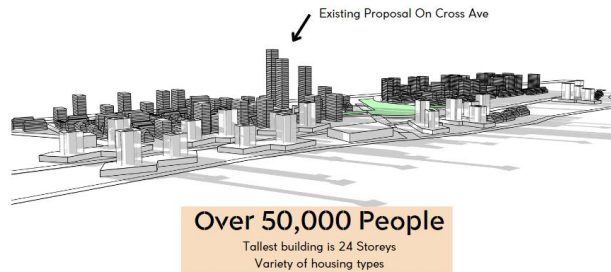 Existing Proposal On Cross Ave
Over 50,000 People
Tallest building is 24 Storeys
Variety of housing types